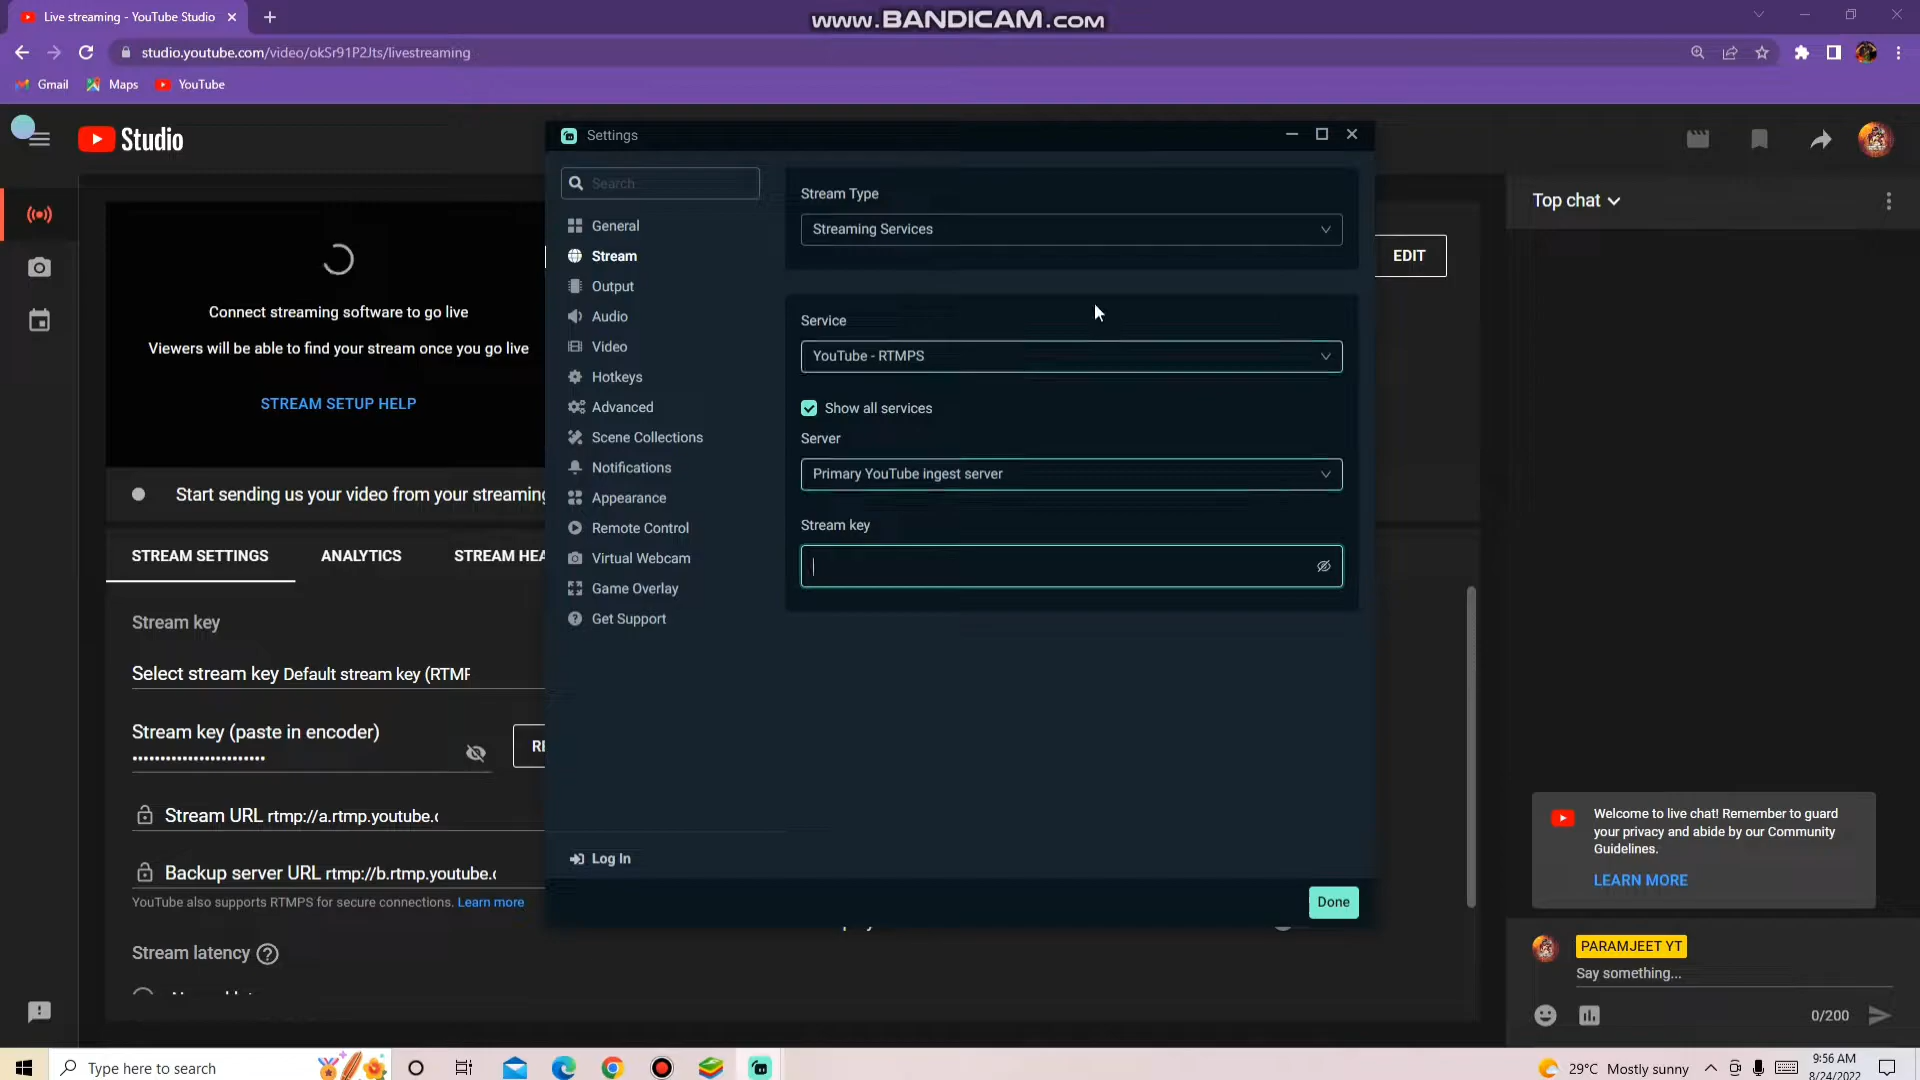 Live streaming - YouTube Studio
www.BANDICAM.com
studio.youtube.com/video/okSr91P2Jts/livestreaming
Gmail
Maps
YouTube
Studio
Settings
Search
General
Stream
Output
Audio
Video
Hotkeys
Advanced
Scene Collections
Notifications
Appearance
Remote Control
Virtual Webcam
Game Overlay
Get Support
Log In
Stream Type
Streaming Services
Service
YouTube - RTMPS
Show all services
Server
Primary YouTube ingest server
Stream key
Done
Connect streaming software to go live
Viewers will be able to find your stream once you go live
STREAM SETUP HELP
EDIT
Start sending us your video from your streaming
STREAM SETTINGS
ANALYTICS
STREAM HEA
Stream key
Select stream key Default stream key (RTMP
Stream key (paste in encoder)
RE
Stream URL rtmp://a.rtmp.youtube.c
Backup server URL rtmp://b.rtmp.youtube.c
YouTube also supports RTMPS for secure connections. Learn more
Stream latency
Top chat
Welcome to live chat! Remember to guard
your privacy and abide by our Community
Guidelines.
LEARN MORE
PARAMJEET YT
Say something...
0/200
Type here to search
29°C Mostly sunny
9:56 AM
8/24/2022